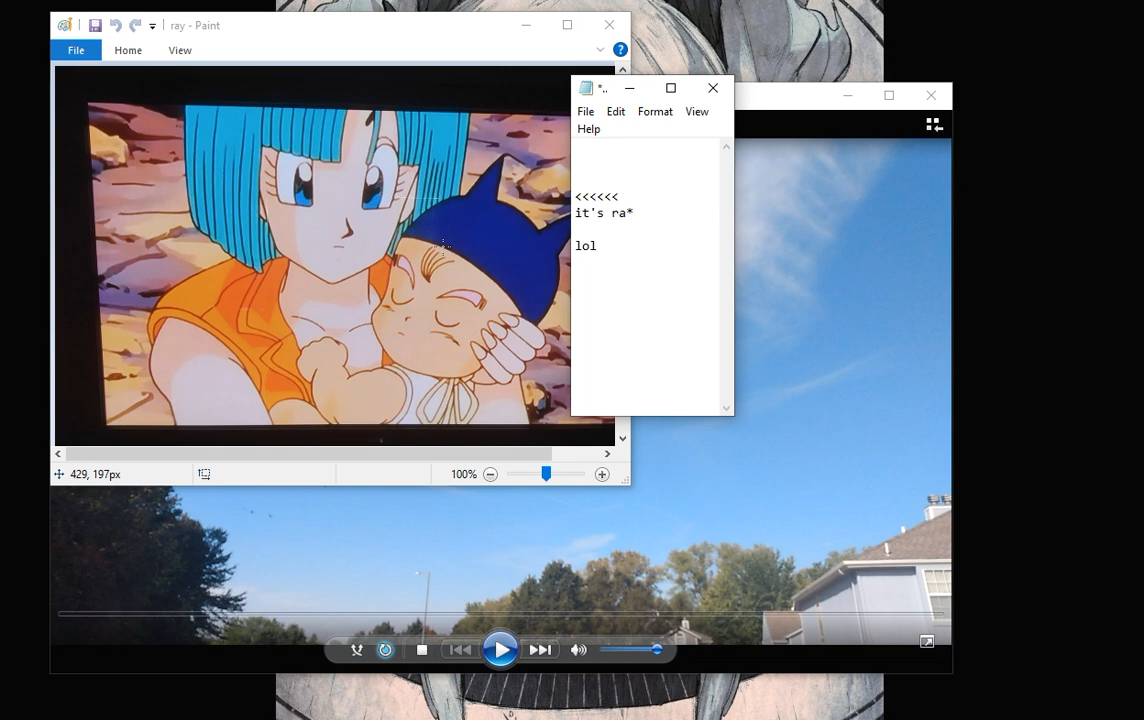 ray - Paint
File Home View
*..
File Edit Format View
Help
<<<<<<
it's ra*
lol
429, 197px
100%